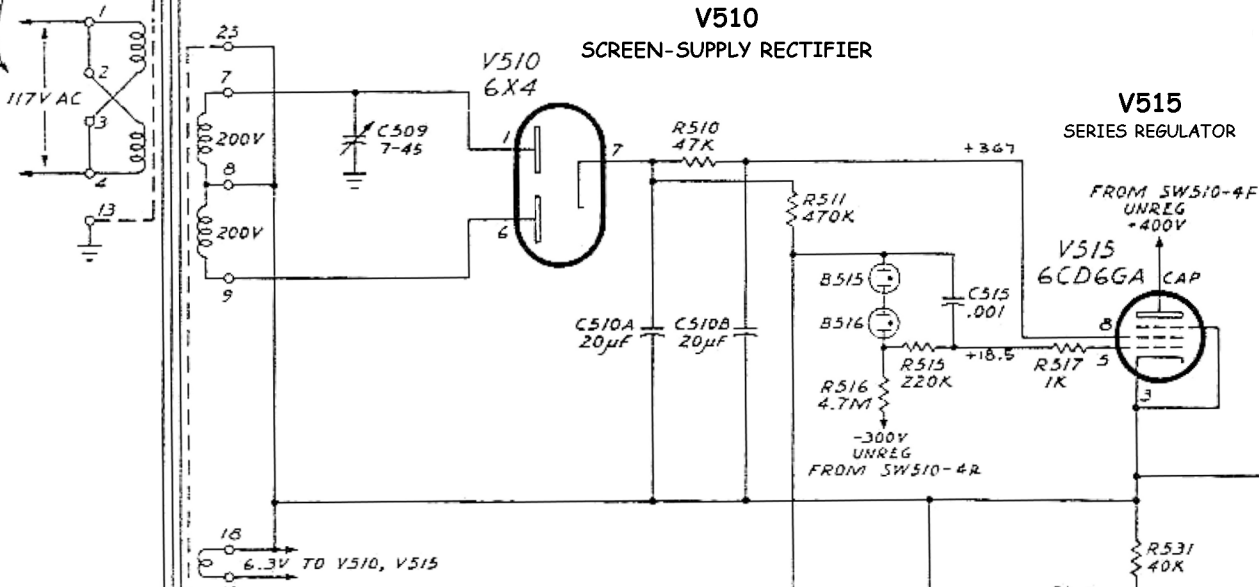 V510
SCREEN-SUPPLY RECTIFIER
V515
SERIES REGULATOR
1
2
3
4
13
117V AC
25
7
200V
8
200V
9
18
6.3V TO V510, V515
C509
7-45
V510
6X4
1
6
7
R510
47K
+367
R511
470K
C510A
20µF
C510B
20µF
B515
B516
C515
.001
R515
220K
+18.5
R517
1K
R516
4.7M
-300V
UNREG
FROM SW510-4R
FROM SW510-4F
UNREG
+400V
V515
6CD6GA
CAP
8
5
3
R531
40K